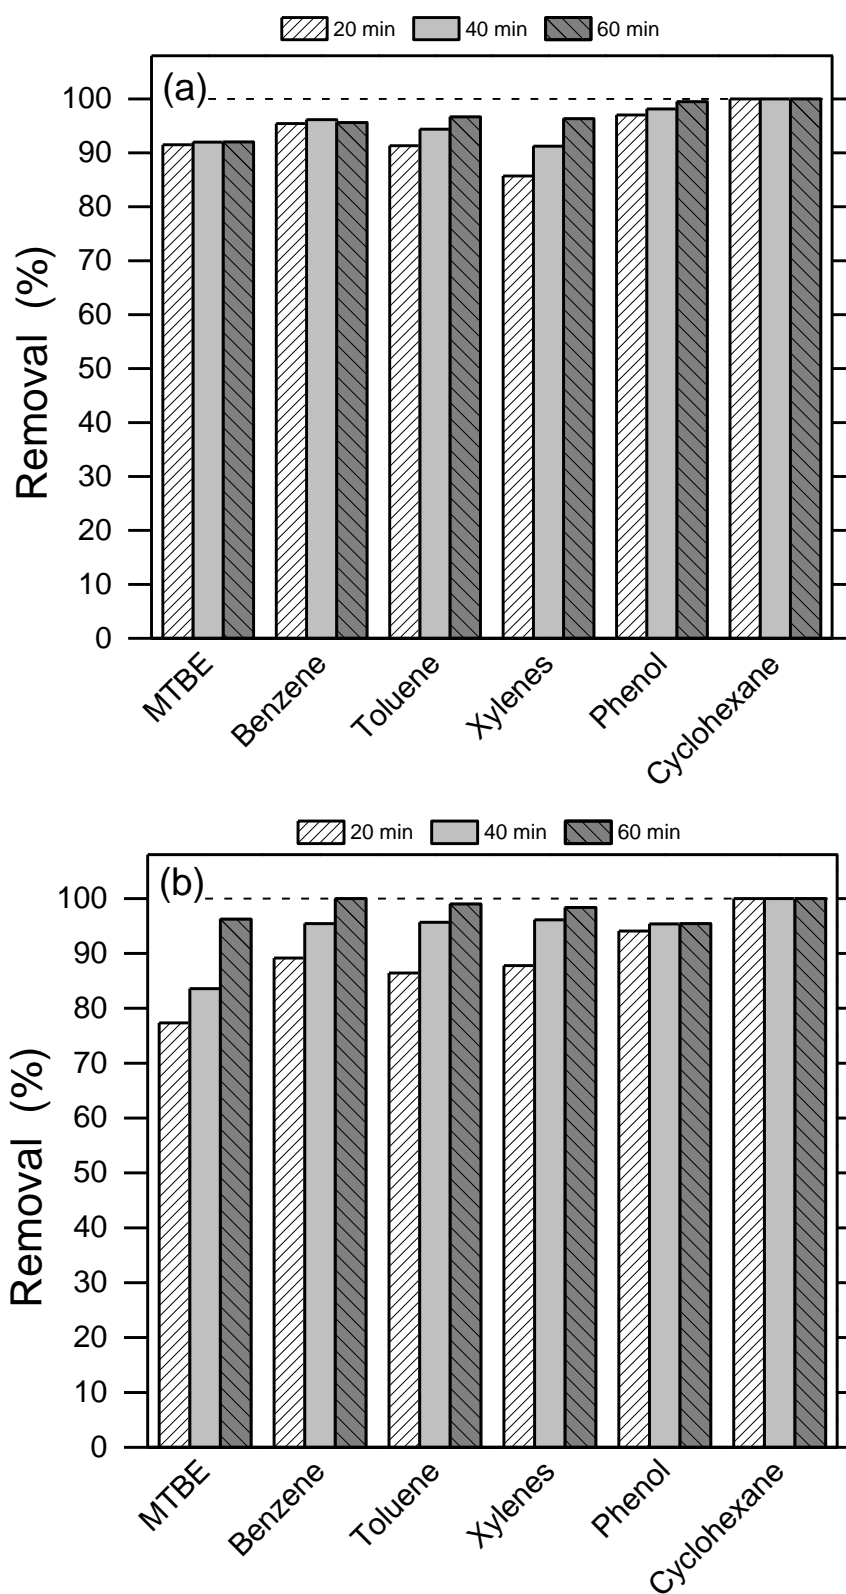 20 min 40 min 60 min
(a)
100
90
80
70
60
50
40
30
20
10
0
Removal (%)
MTBE
Benzene
Toluene
Xylenes
Phenol
Cyclohexane
20 min 40 min 60 min
(b)
100
90
80
70
60
50
40
30
20
10
0
Removal (%)
MTBE
Benzene
Toluene
Xylenes
Phenol
Cyclohexane